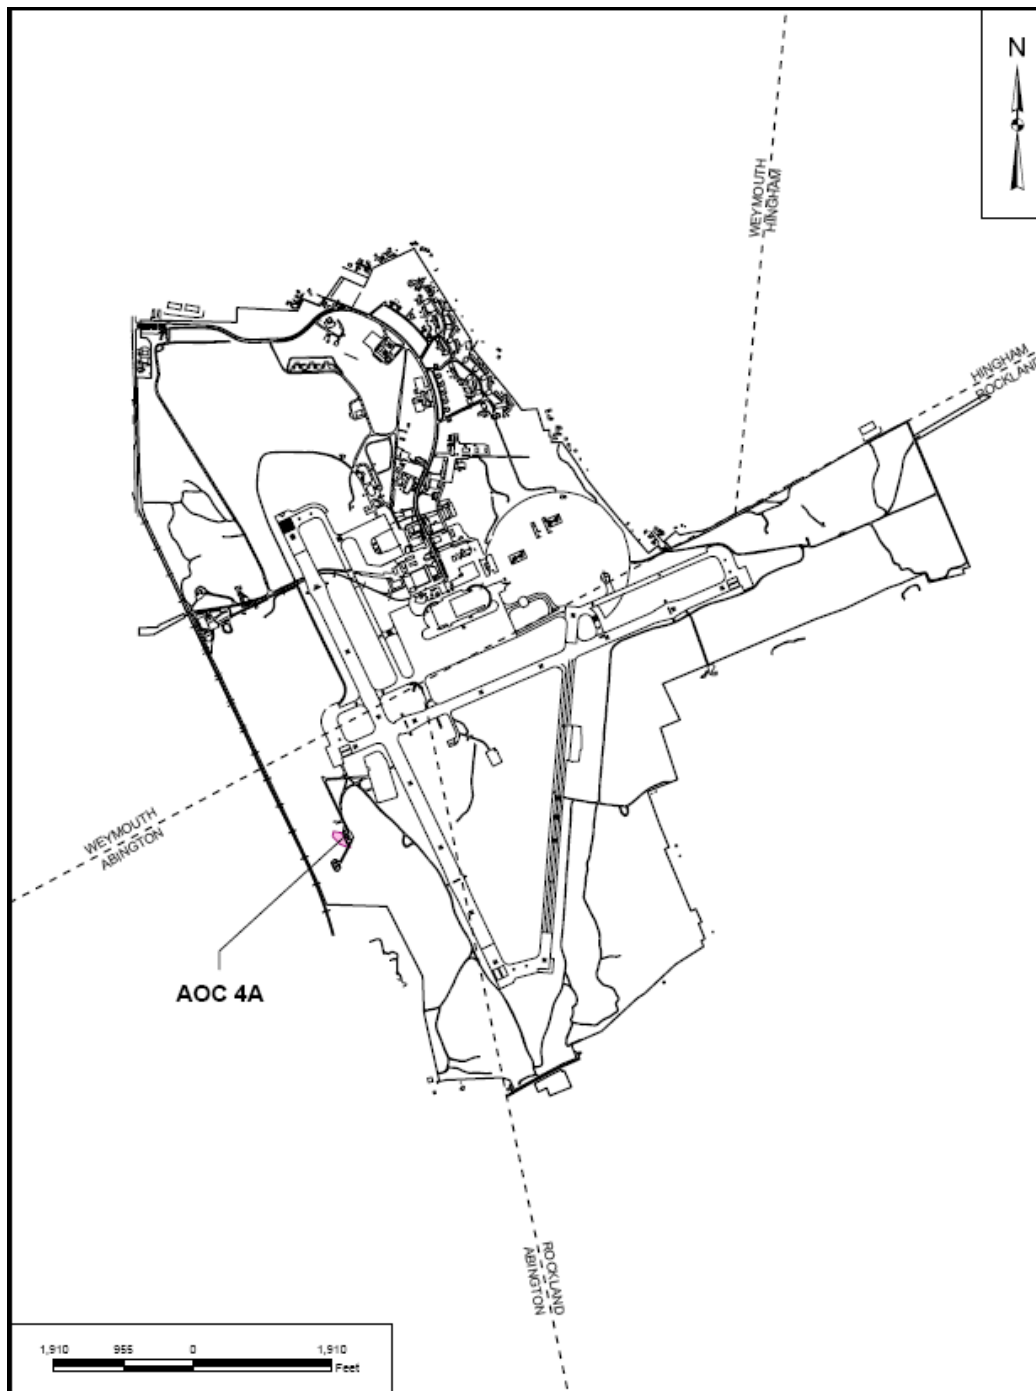 N
WEYMOUTH
HINGHAM
HINGHAM
ROCKLAND
WEYMOUTH
ABINGTON
AOC 4A
ROCKLAND
ABINGTON
1,910 955 0 1,910
Feet